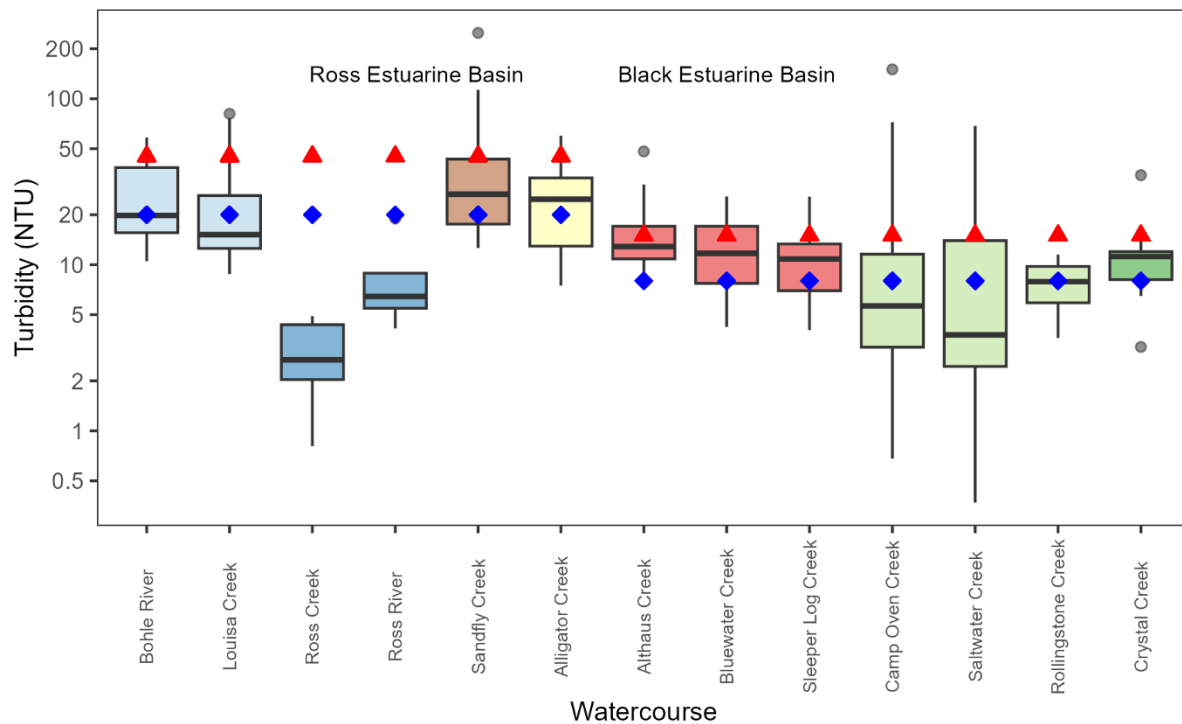 Turbidity (NTU)
200
100
50
20
10
5
2
1
0.5
Ross Estuarine Basin
Black Estuarine Basin
Bohle River
Louisa Creek
Ross Creek
Ross River
Sandfly Creek
Alligator Creek
Althaus Creek
Bluewater Creek
Sleeper Log Creek
Camp Oven Creek
Saltwater Creek
Rollingstone Creek
Crystal Creek
Watercourse